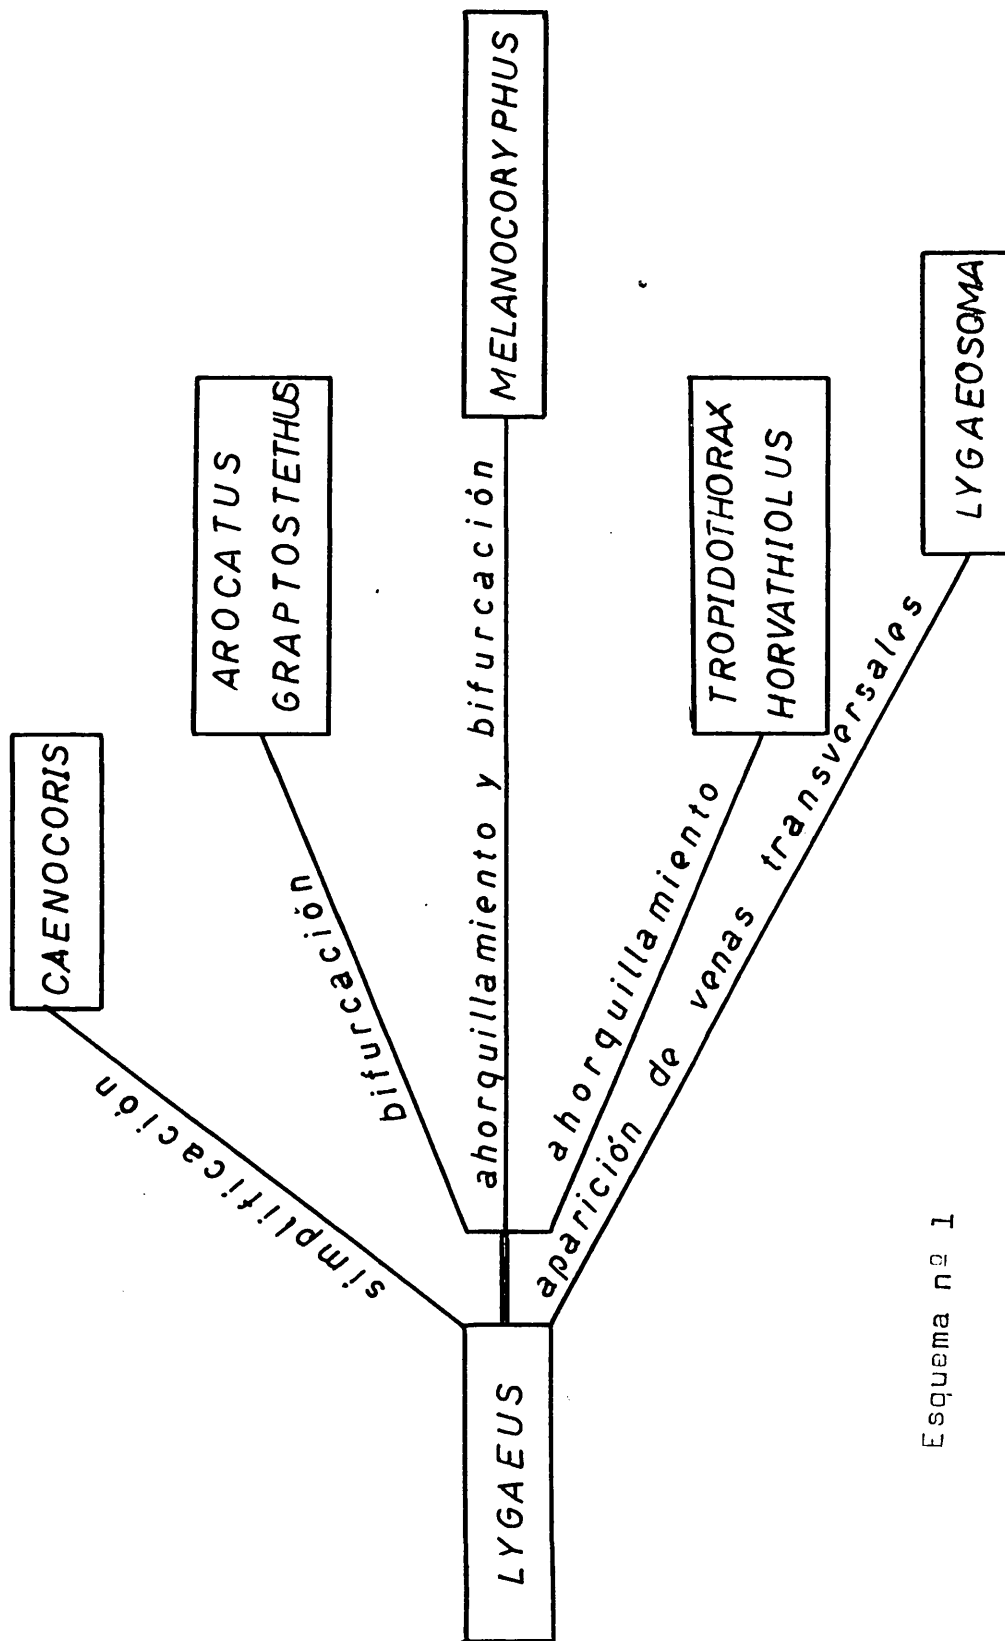 CAENOCORIS
simplificación
AROCATUS
GRAPTOSTETHUS
bifurcación
LYGAEUS
ahorquillamiento y bifurcación
MELANOCORYPHUS
ahorquillamiento
TROPIDOTHORAX
HORVATHIOLUS
aparición de venas transversales
LYGAEOSOMA
Esquema nº 1